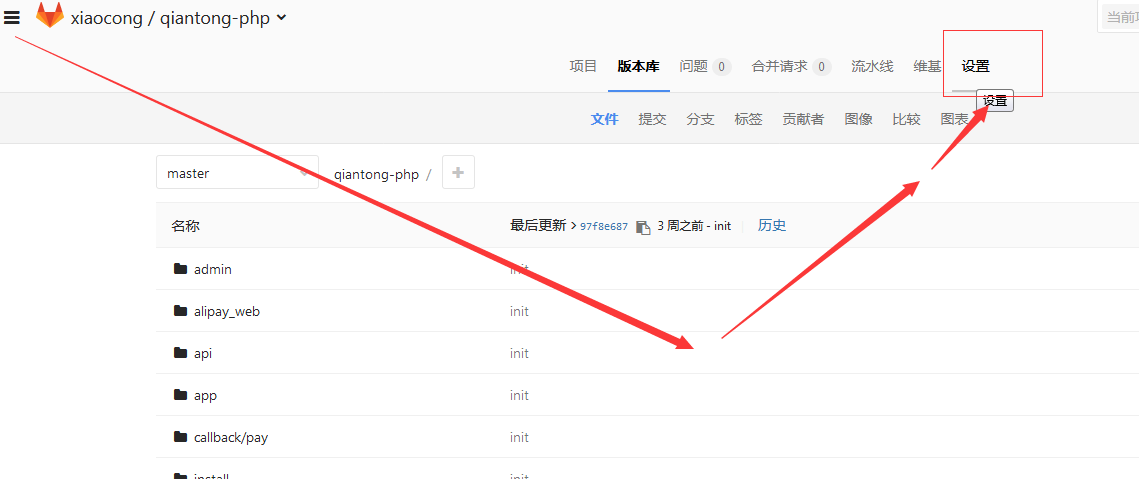 xiaocong / qiantong-php
当前项
项目 版本库 问题 0 合并请求 0 流水线 维基 设置
设置
文件 提交 分支 标签 贡献者 图像 比较 图表
master qiantong-php / +
名称 最后更新 > 97f8e687 3 周之前 - init 历史
admin init
alipay_web init
api init
app init
callback/pay init
install init